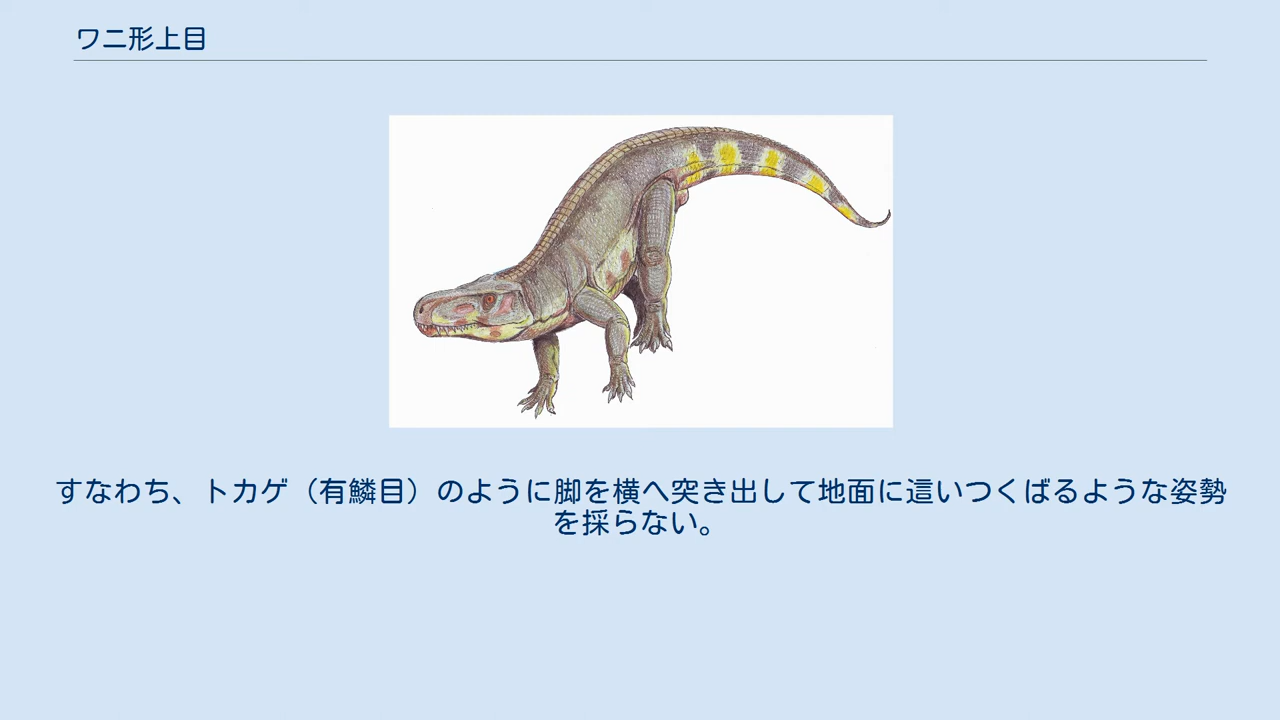 ワニ形上目
すなわち、トカゲ（有鱗目）のように脚を横へ突き出して地面に這いつくばるような姿勢
を採らない。